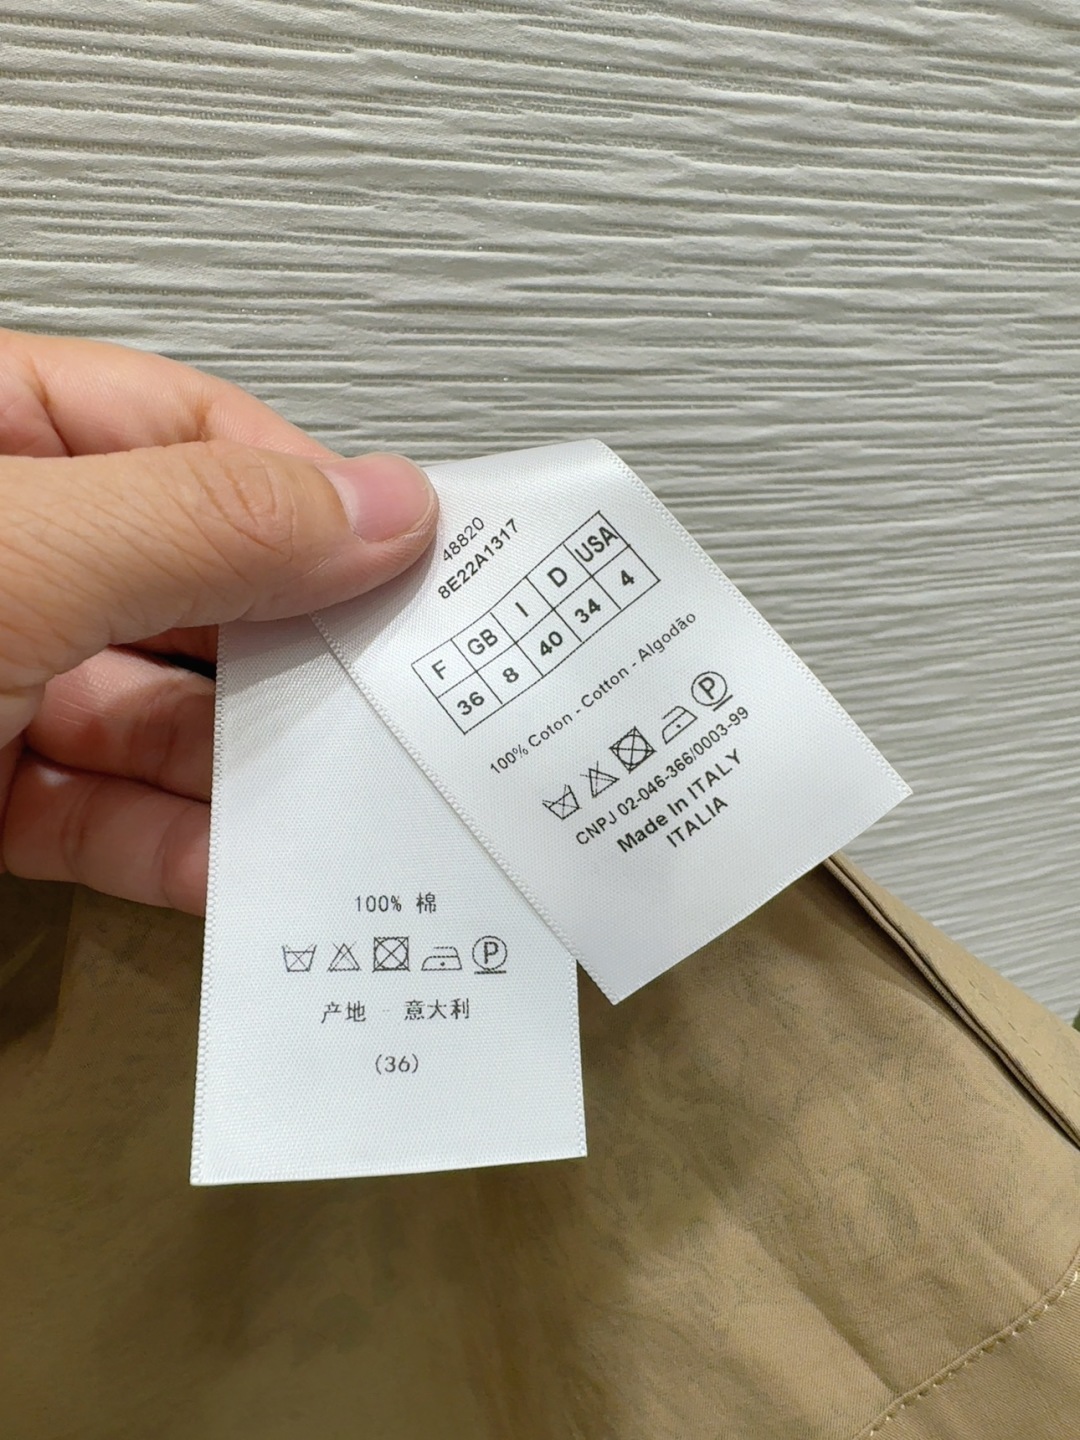 48820
8E22A1317
F GB I D USA
36 8 40 34 4
100% Coton - Cotton - Algodão
P
CNPJ 02-046-366/0003-99
Made In ITALY
ITALIA
100% 棉
P
产地 - 意大利
(36)